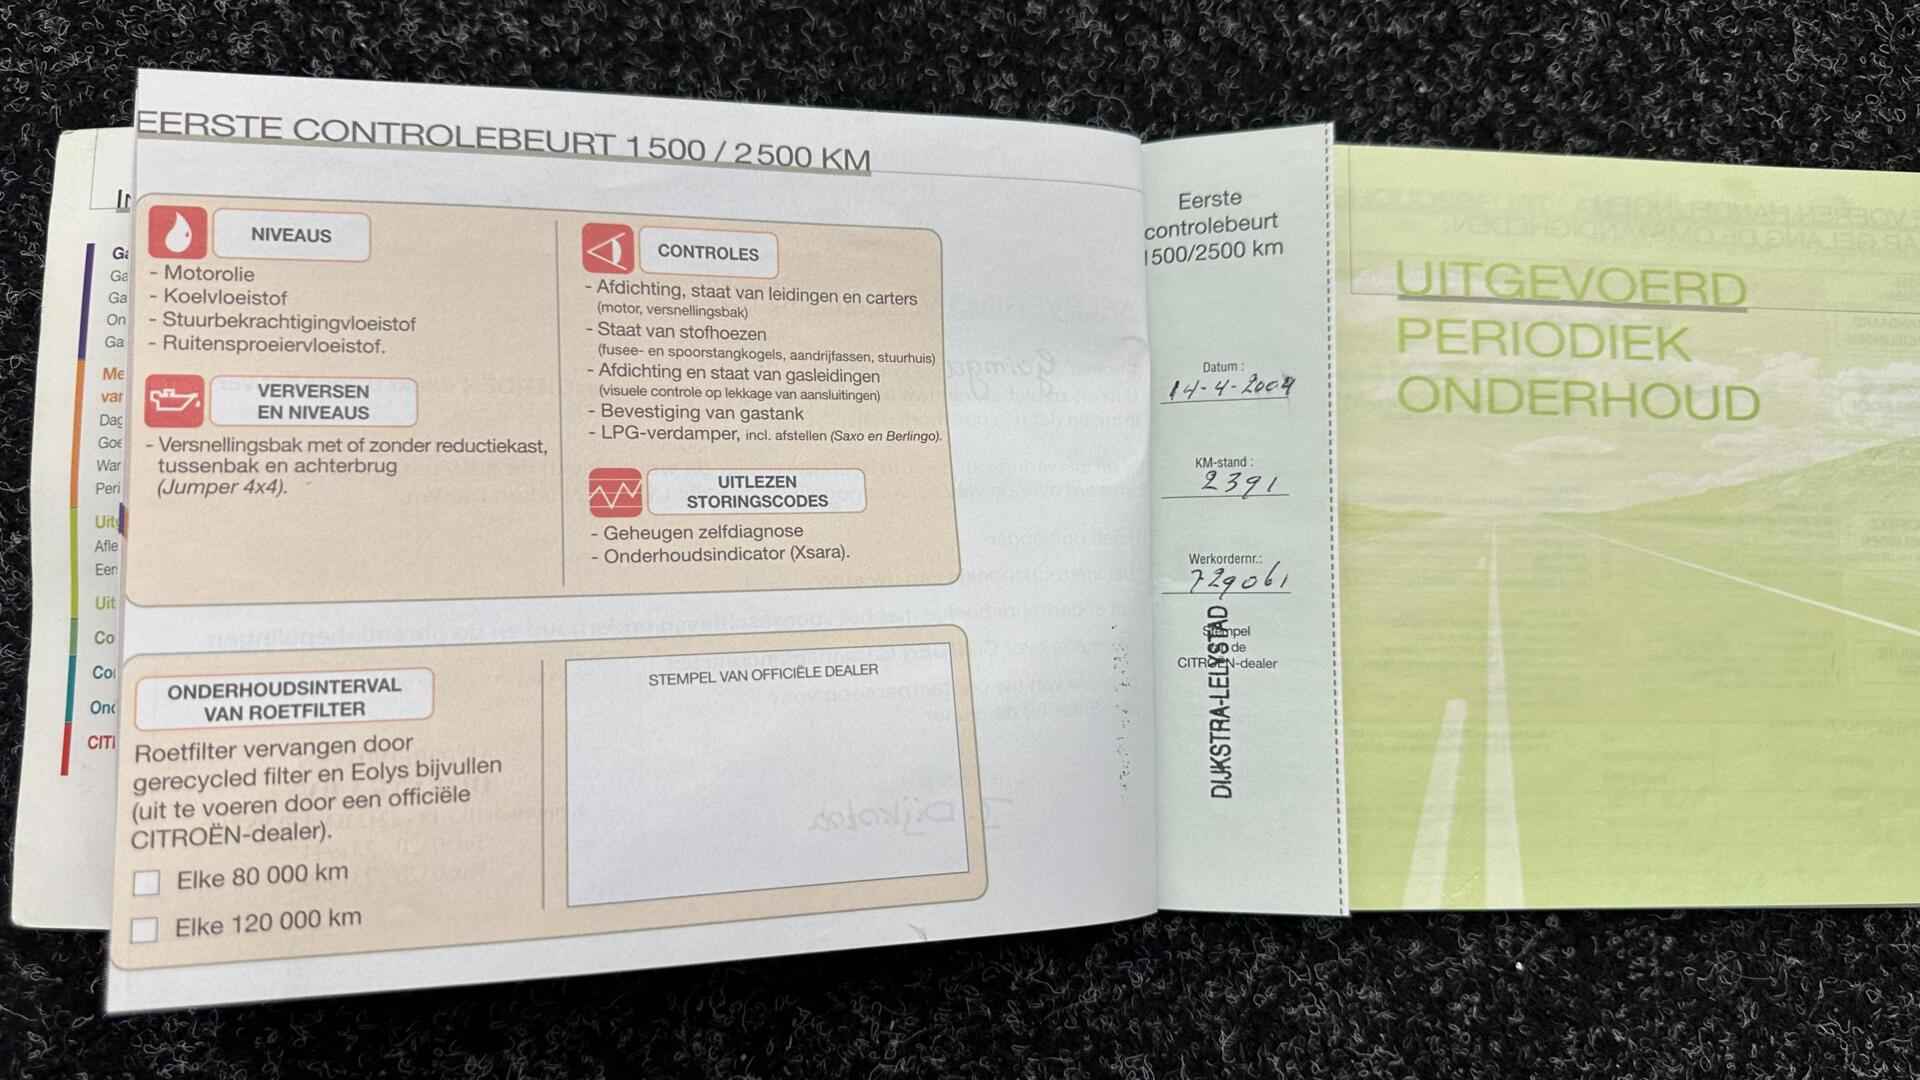 EERSTE CONTROLEBEURT 1 500 / 2 500 KM
NIVEAUS
- Motorolie
- Koelvloeistof
- Stuurbekrachtigingvloeistof
- Ruitensproeiervloeistof.
VERVERSEN
EN NIVEAUS
- Versnellingsbak met of zonder reductiekast,
tussenbak en achterbrug
(Jumper 4x4).
CONTROLES
- Afdichting, staat van leidingen en carters
(motor, versnellingsbak)
- Staat van stofhoezen
(fusee- en spoorstangkogels, aandrijfassen, stuurhuis)
- Afdichting en staat van gasleidingen
(visuele controle op lekkage van aansluitingen)
- Bevestiging van gastank
- LPG-verdamper, incl. afstellen (Saxo en Berlingo).
UITLEZEN
STORINGSCODES
- Geheugen zelfdiagnose
- Onderhoudsindicator (Xsara).
ONDERHOUDSINTERVAL
VAN ROETFILTER
Roetfilter vervangen door
gerecycled filter en Eolys bijvullen
(uit te voeren door een officiële
CITROËN-dealer).
Elke 80 000 km
Elke 120 000 km
STEMPEL VAN OFFICIËLE DEALER
Eerste
controlebeurt
1500/2500 km
Datum :
14-4-2004
KM-stand :
2391
Werkordernr.:
729061
Stempel
de
CITROËN-dealer
DIJKSTRA-LELYSTAD
UITGEVOERD
PERIODIEK
ONDERHOUD